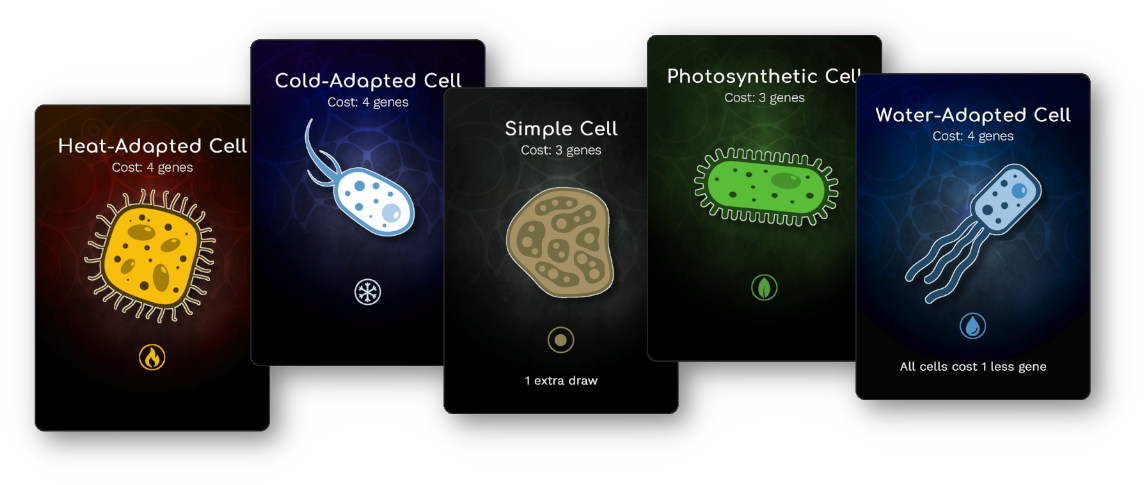 Heat-Adapted Cell
Cost: 4 genes
Cold-Adapted Cell
Cost: 4 genes
Simple Cell
Cost: 3 genes
1 extra draw
Photosynthetic Cell
Cost: 3 genes
Water-Adapted Cell
Cost: 4 genes
All cells cost 1 less gene